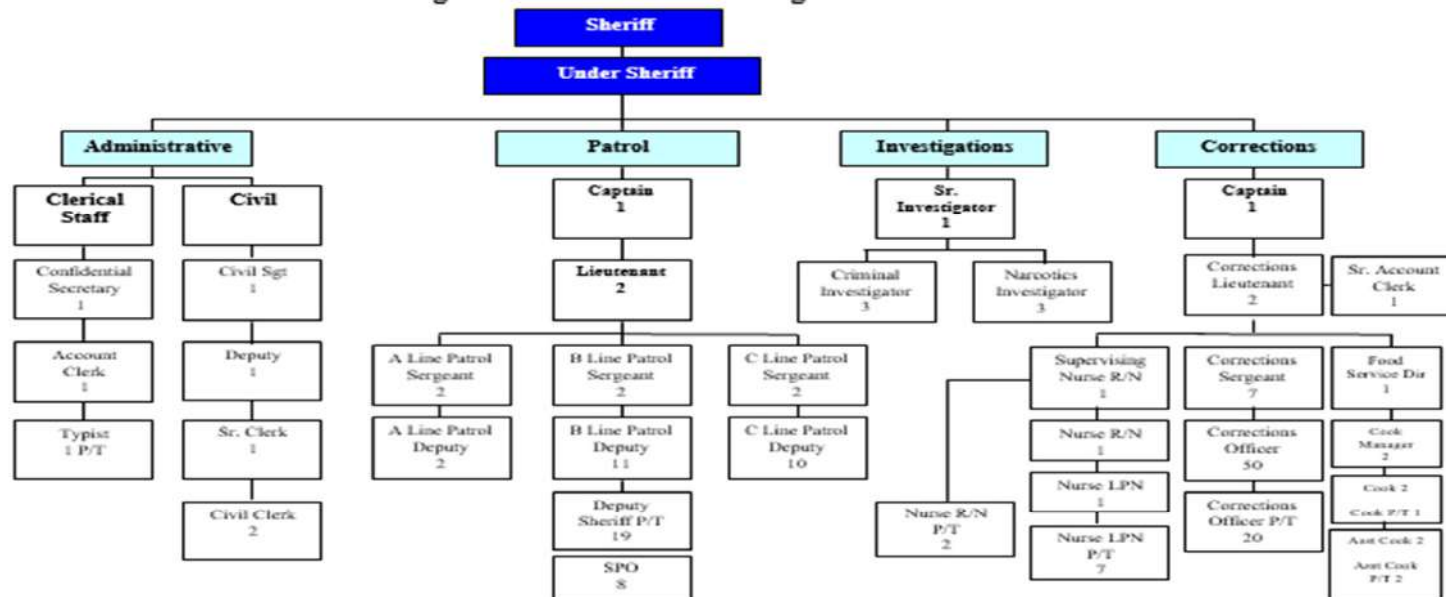 Sheriff
Under Sheriff
Administrative
Patrol
Investigations
Corrections
Clerical
Staff
Civil
Captain
1
Sr.
Investigator
1
Captain
1
Confidential
Secretary
1
Civil Sgt
1
Lieutenant
2
Criminal
Investigator
3
Narcotics
Investigator
3
Corrections
Lieutenant
2
Sr. Account
Clerk
1
Account
Clerk
1
Deputy
1
A Line Patrol
Sergeant
2
B Line Patrol
Sergeant
2
C Line Patrol
Sergeant
2
Supervising
Nurse R/N
1
Corrections
Sergeant
7
Food
Service Dir
1
Typist
1 P/T
Sr. Clerk
1
A Line Patrol
Deputy
2
B Line Patrol
Deputy
11
C Line Patrol
Deputy
10
Nurse R/N
1
Corrections
Officer
50
Cook
Manager
2
Nurse LPN
1
Cook 2
Cook P/T 1
Civil Clerk
2
Deputy
Sheriff P/T
19
Nurse R/N
P/T
2
Nurse LPN
P/T
7
Corrections
Officer P/T
20
Asst Cook 2
Asst Cook
P/T 2
SPO
8